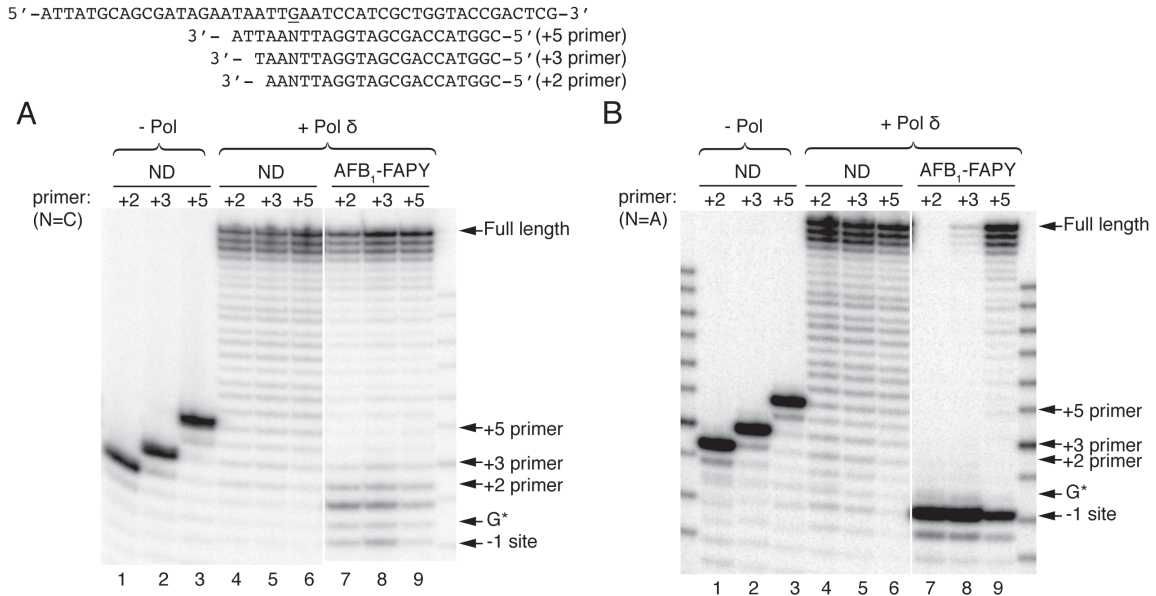 5′-ATTATGCAGCGATAGAATAATTGAATCCATCGCTGGTACCGACTCG-3′
3′- ATTAANTTAGGTAGCGACCATGGC-5′(+5 primer)
3′- TAANTTAGGTAGCGACCATGGC-5′(+3 primer)
3′- AANTTAGGTAGCGACCATGGC-5′(+2 primer)
A
- Pol
+ Pol δ
ND
ND
AFB1-FAPY
primer:
+2 +3 +5 +2 +3 +5 +2 +3 +5
(N=C)
Full length
+5 primer
+3 primer
+2 primer
G*
-1 site
1 2 3 4 5 6 7 8 9
B
- Pol
+ Pol δ
ND
ND
AFB1-FAPY
primer:
+2 +3 +5 +2 +3 +5 +2 +3 +5
(N=A)
Full length
+5 primer
+3 primer
+2 primer
G*
-1 site
1 2 3 4 5 6 7 8 9